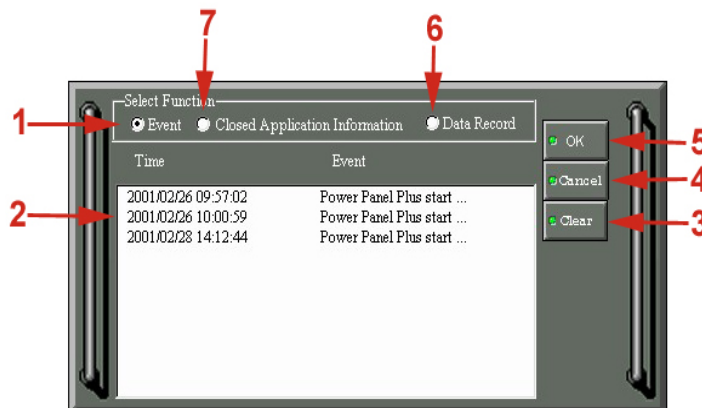 7
6
Select Function
1
Event Closed Application Information Data Record
OK
5
Time Event
Cancel
4
2001/02/26 09:57:02 Power Panel Plus start ...
2
2001/02/26 10:00:59 Power Panel Plus start ...
Clear
3
2001/02/28 14:12:44 Power Panel Plus start ...